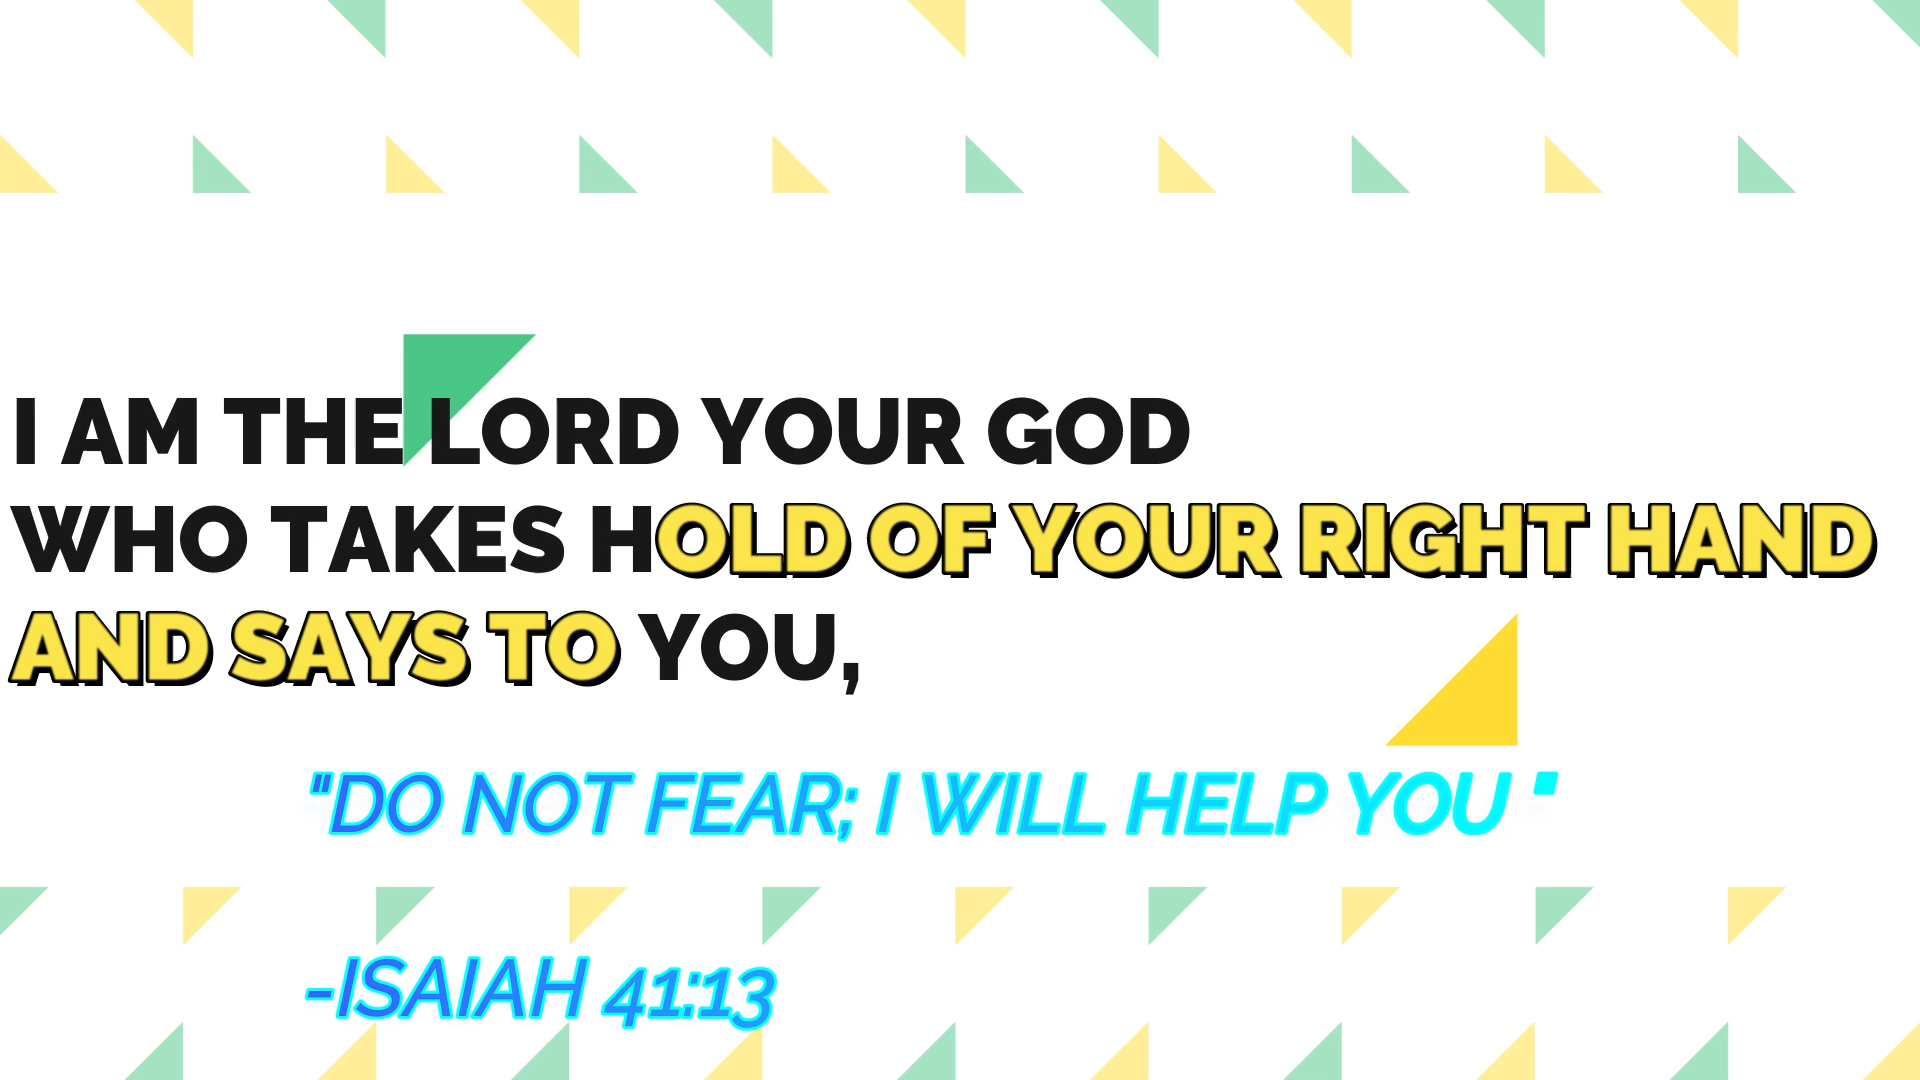 I AM THE LORD YOUR GOD
WHO TAKES HOLD OF YOUR RIGHT HAND
AND SAYS TO YOU,
"DO NOT FEAR; I WILL HELP YOU "
-ISAIAH 41:13